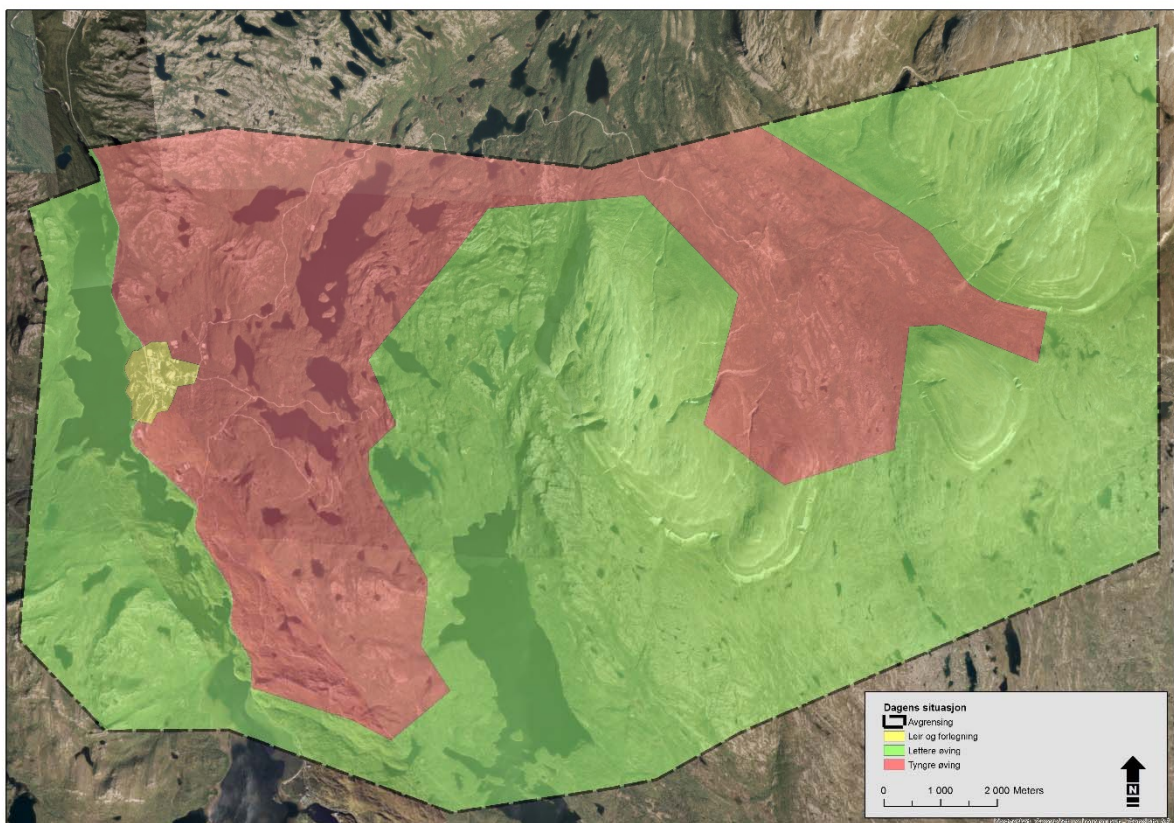 Dagens situasjon
Avgrensing
Leir og forlegning
Lettere øving
Tyngre øving
0 1 000 2 000 Meters
N